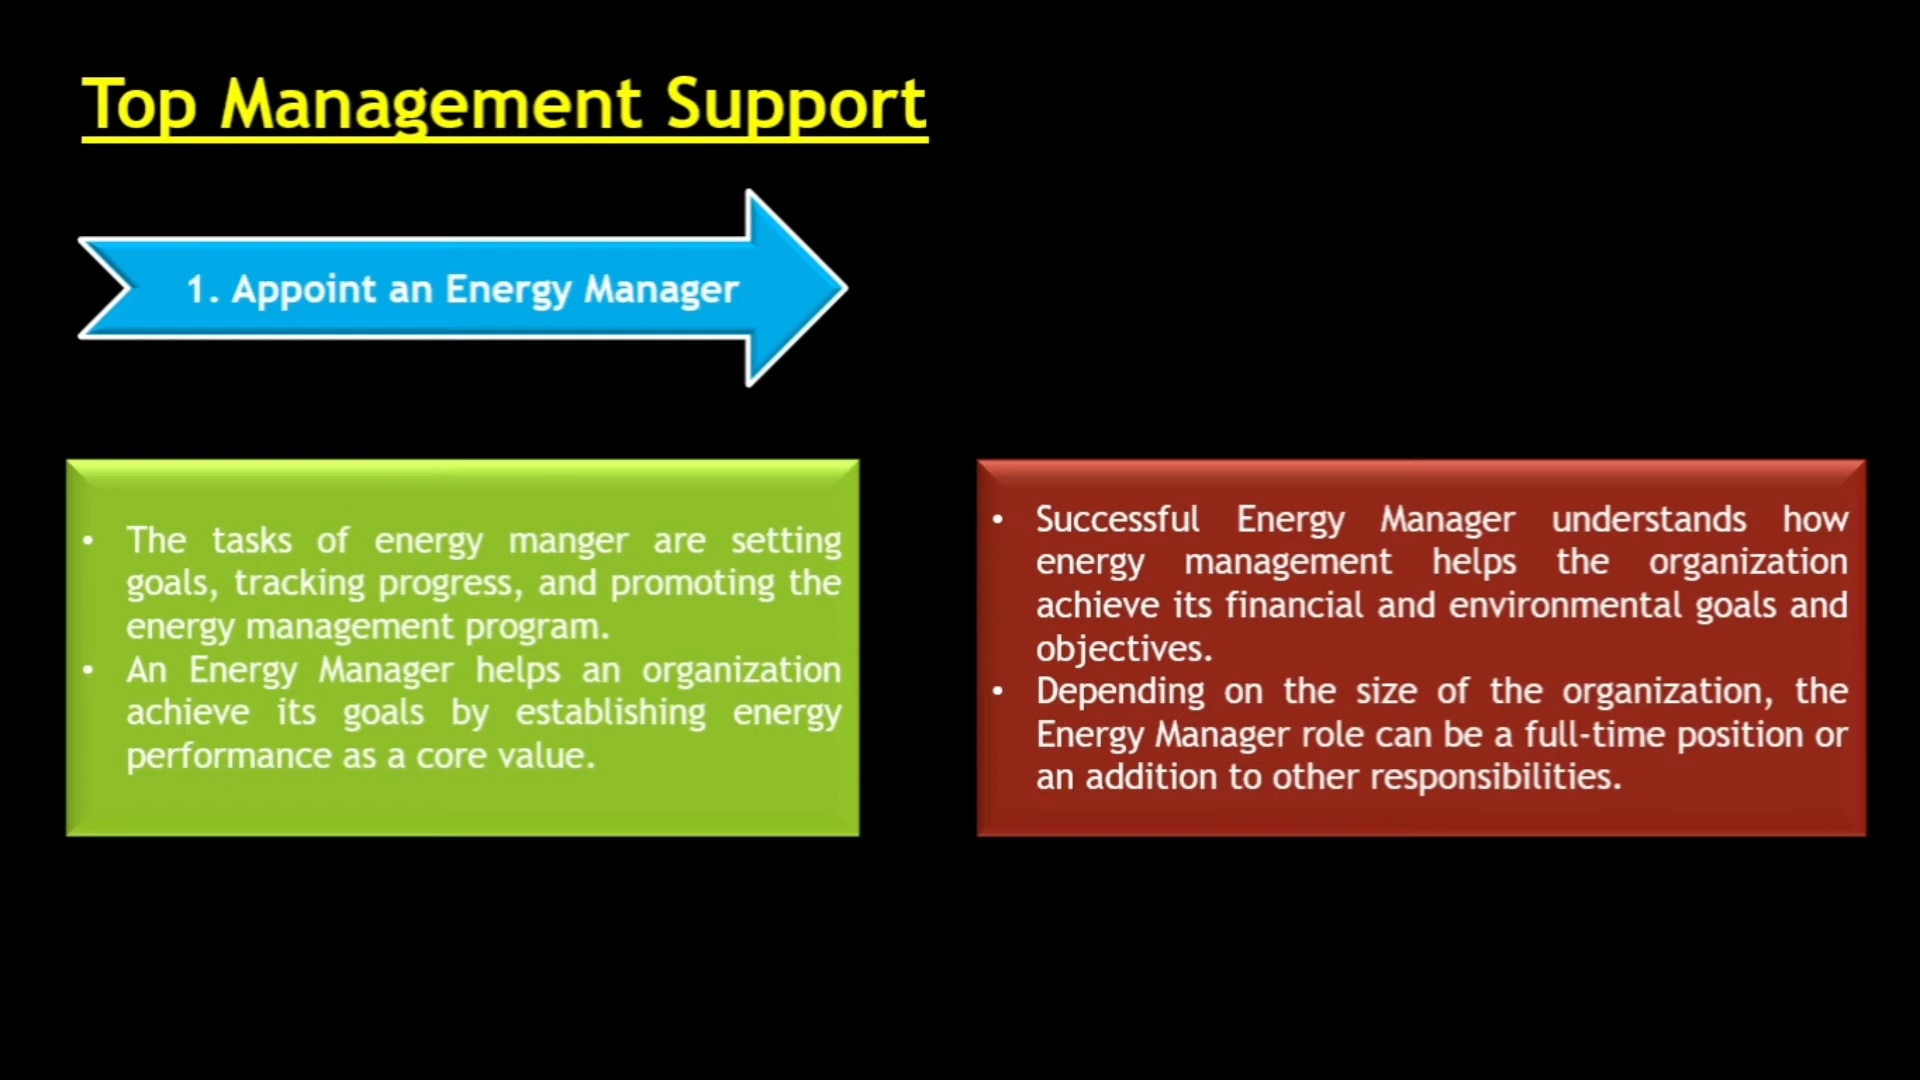 Top Management Support
1. Appoint an Energy Manager
• The tasks of energy manger are setting
goals, tracking progress, and promoting the
energy management program.
• An Energy Manager helps an organization
achieve its goals by establishing energy
performance as a core value.
• Successful Energy Manager understands how
energy management helps the organization
achieve its financial and environmental goals and
objectives.
• Depending on the size of the organization, the
Energy Manager role can be a full-time position or
an addition to other responsibilities.